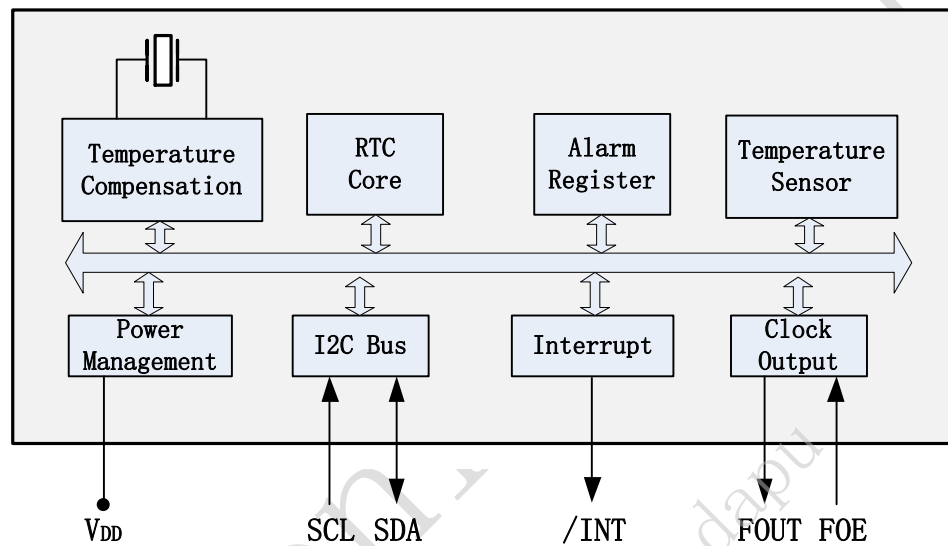 Temperature
Compensation
RTC
Core
Alarm
Register
Temperature
Sensor
Power
Management
I2C Bus
Interrupt
Clock
Output
VDD
SCL SDA
/INT
FOUT FOE
dapu